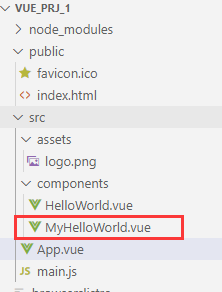 VUE_PRJ_1
node_modules
public
favicon.ico
index.html
src
assets
logo.png
components
HelloWorld.vue
MyHelloWorld.vue
App.vue
main.js